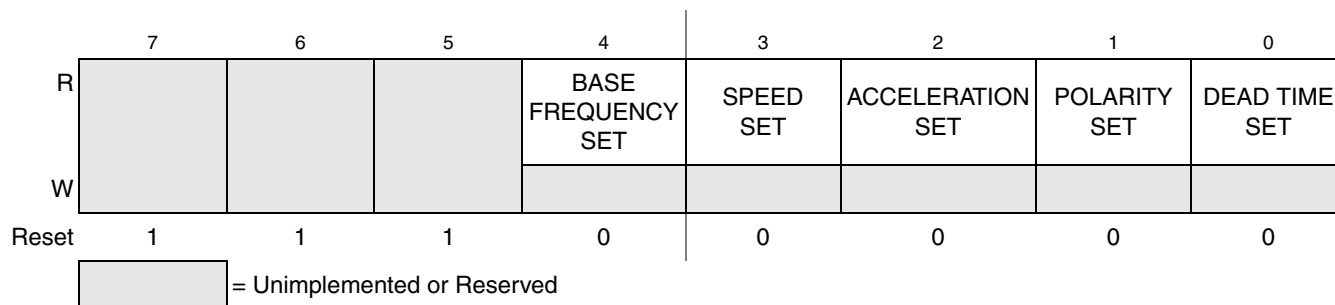 7 6 5 4 3 2 1 0
R
BASE
FREQUENCY
SET
SPEED
SET
ACCELERATION
SET
POLARITY
SET
DEAD TIME
SET
W
Reset 1 1 1 0 0 0 0 0
= Unimplemented or Reserved